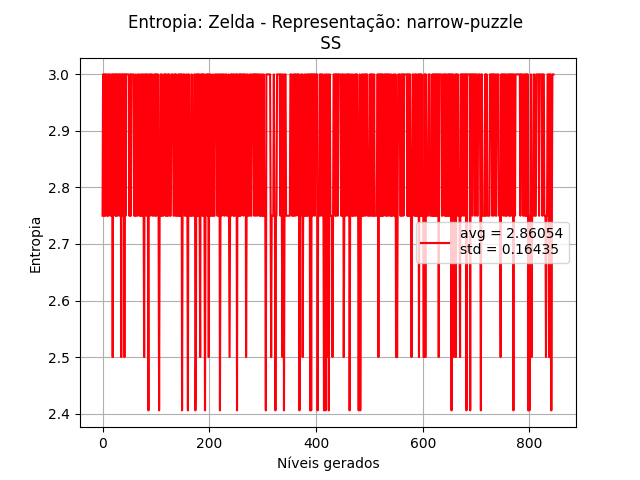 Entropia: Zelda - Representação: narrow-puzzle
SS
3.0
2.9
2.8
2.7
2.6
2.5
2.4
Entropia
avg = 2.86054
std = 0.16435
0
200
400
600
800
Níveis gerados